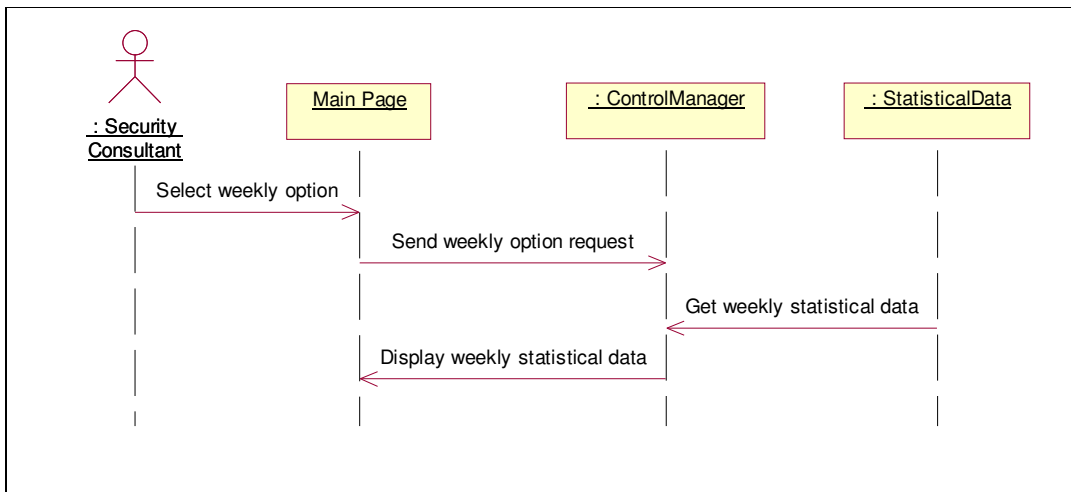 Main Page
: ControlManager
: StatisticalData
: Security
Consultant
Select weekly option
Send weekly option request
Get weekly statistical data
Display weekly statistical data